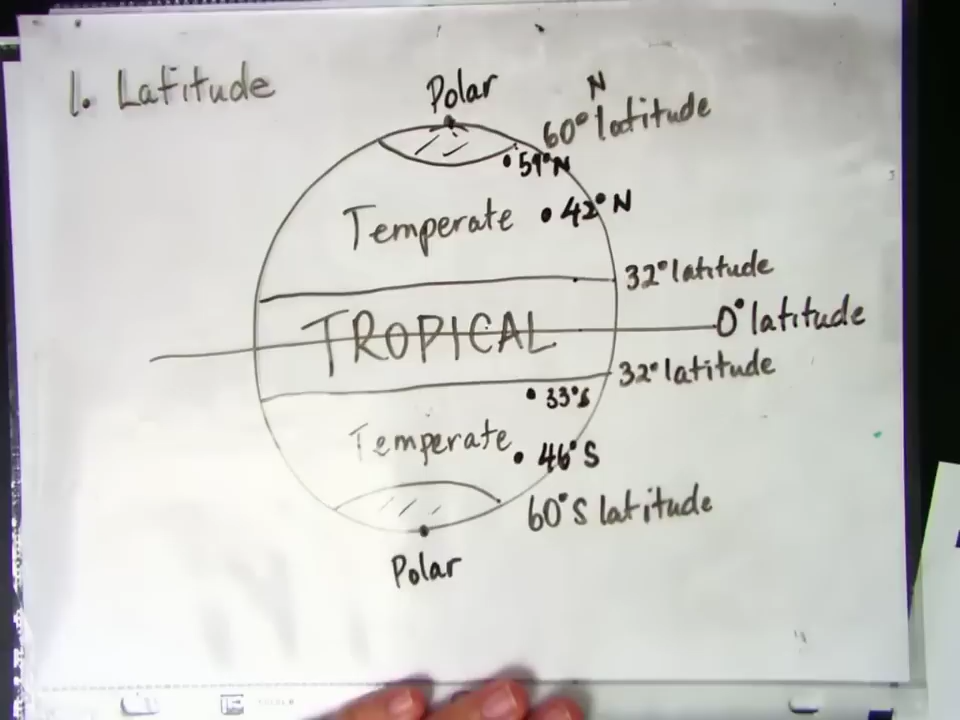 1. Latitude
Polar
N
60° latitude
59°N
Temperate
42° N
32° latitude
TROPICAL
0° latitude
32° latitude
33°S
Temperate
46° S
60° S latitude
Polar